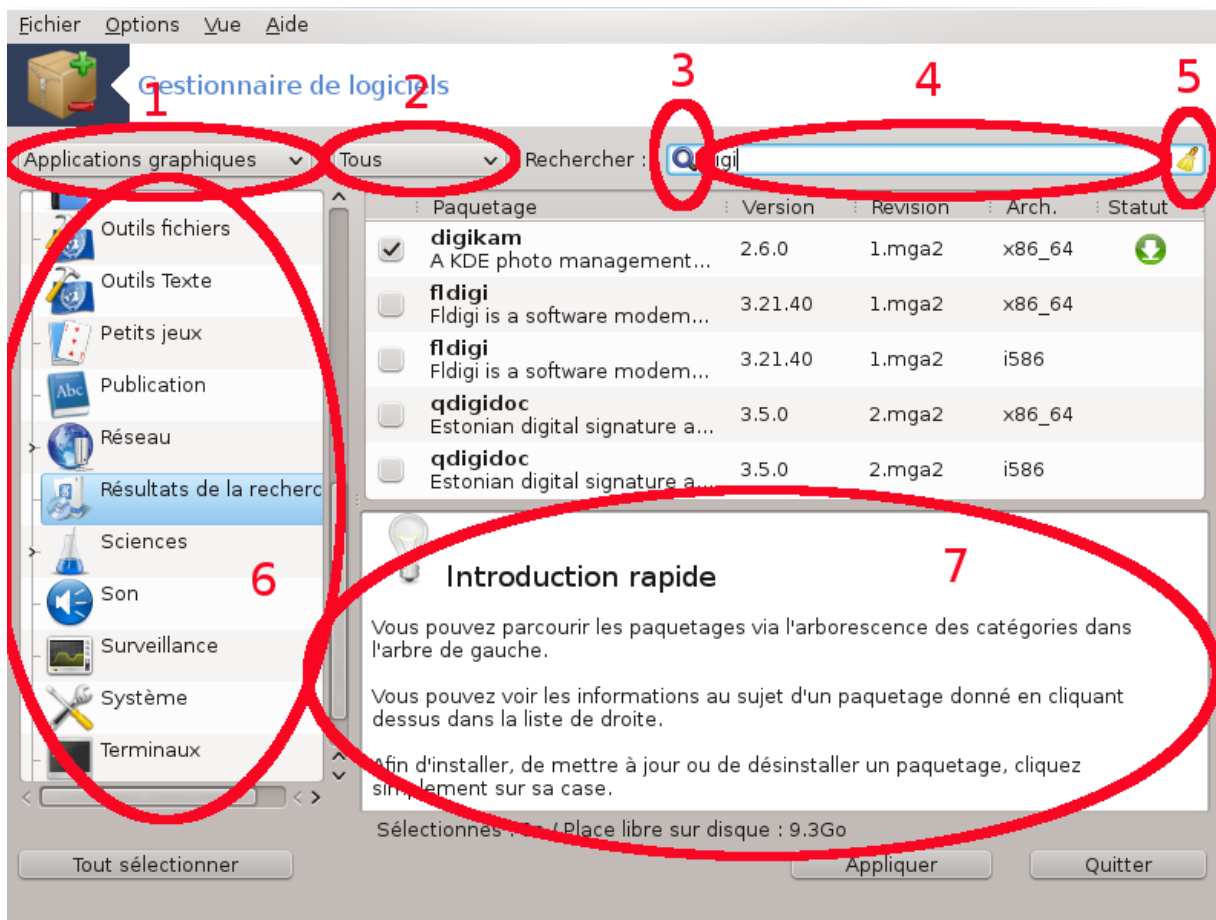 Fichier Options Vue Aide
Gestionnaire de logiciels
1 2 3 4 5
Applications graphiques Tous Rechercher : digi
Outils fichiers
Outils Texte
Petits jeux
Abc
Publication
Réseau
Résultats de la recherc
Sciences
Son
Surveillance
Système
Terminaux
6
Paquetage Version Révision Arch. Statut
digikam
A KDE photo management... 2.6.0 1.mga2 x86_64
fldigi
Fldigi is a software modem... 3.21.40 1.mga2 x86_64
fldigi
Fldigi is a software modem... 3.21.40 1.mga2 i586
qdigidoc
Estonian digital signature a... 3.5.0 2.mga2 x86_64
qdigidoc
Estonian digital signature a... 3.5.0 2.mga2 i586
7
Introduction rapide
Vous pouvez parcourir les paquetages via l'arborescence des catégories dans
l'arbre de gauche.
Vous pouvez voir les informations au sujet d'un paquetage donné en cliquant
dessus dans la liste de droite.
Afin d'installer, de mettre à jour ou de désinstaller un paquetage, cliquez
simplement sur sa case.
Sélectionnés : / Place libre sur disque : 9.3Go
Tout sélectionner Appliquer Quitter